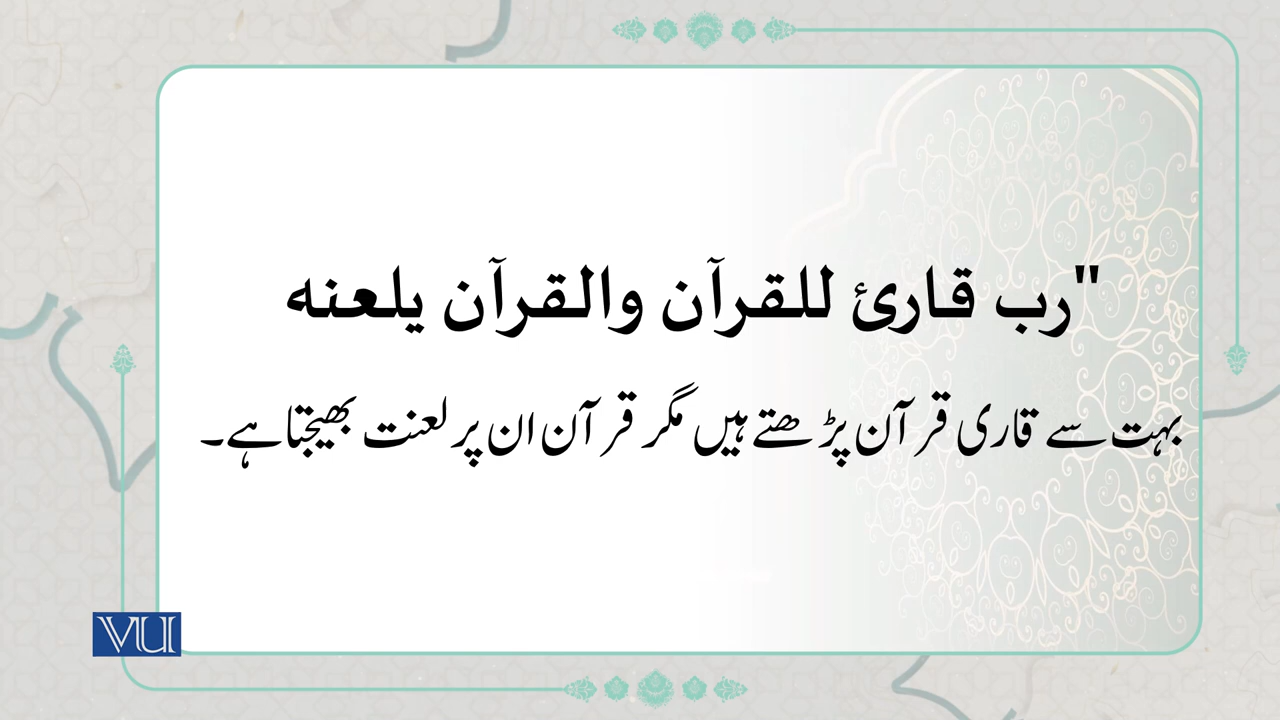 "رب قارئ للقرآن والقرآن يلعنه
بہت سے قاری قرآن پڑھتے ہیں مگر قرآن ان پر لعنت بھیجتا ہے۔
VU